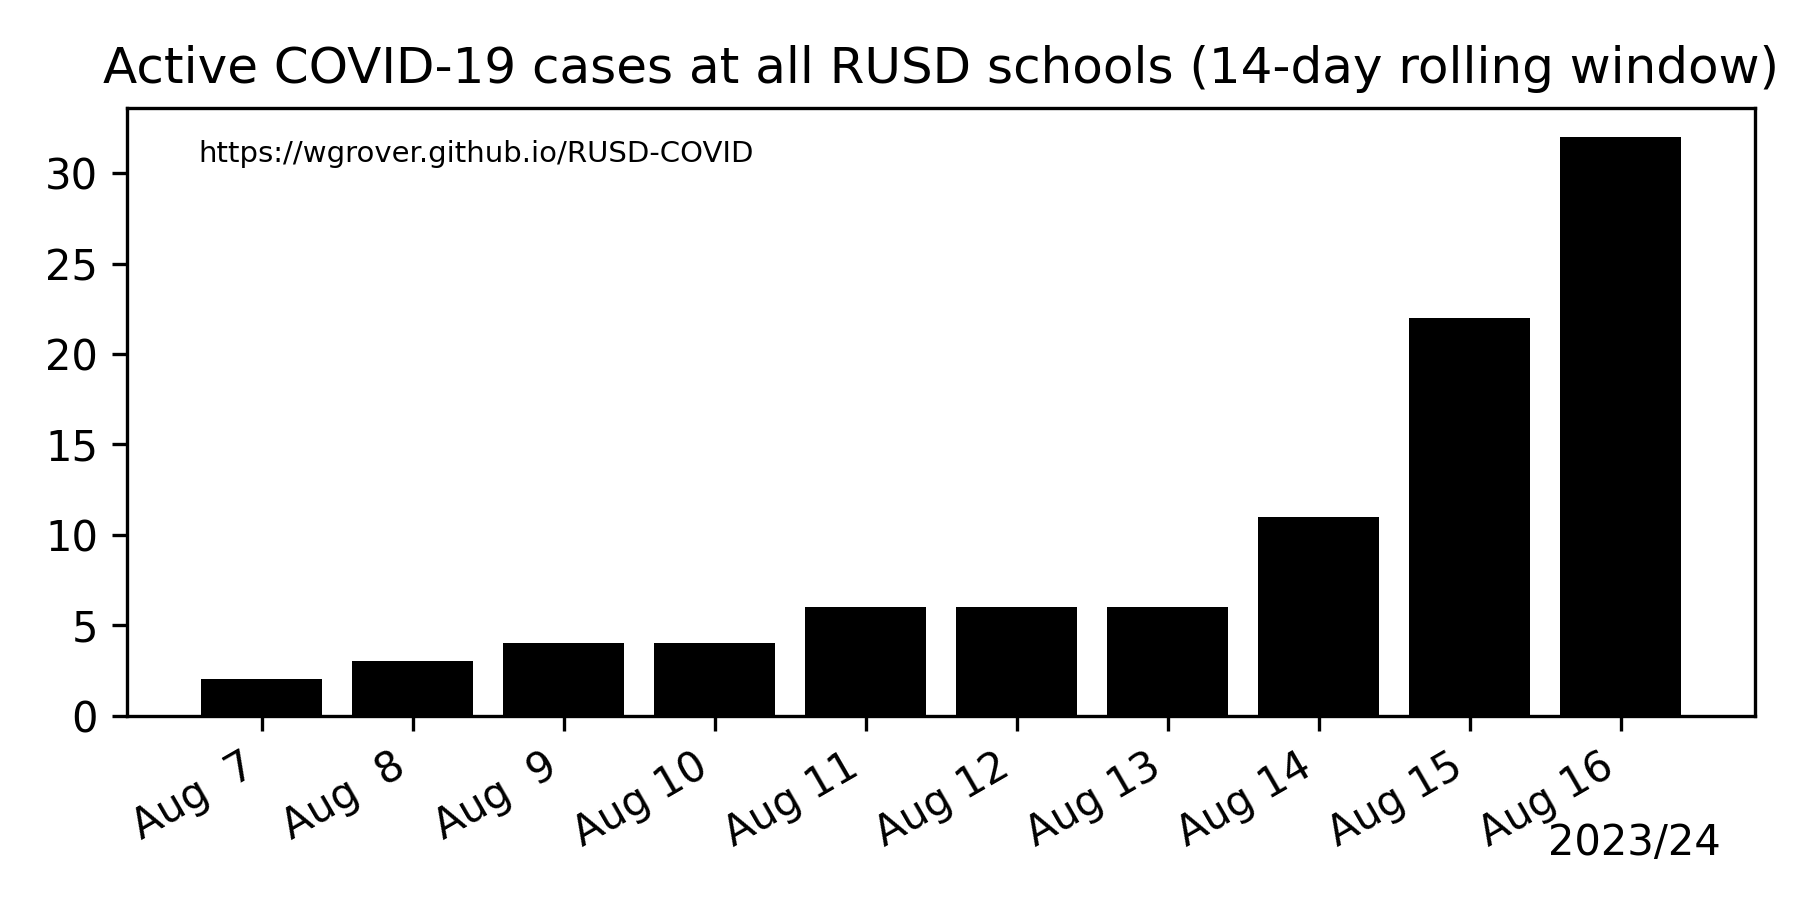 Active COVID-19 cases at all RUSD schools (14-day rolling window)
https://wgrover.github.io/RUSD-COVID
30
25
20
15
10
5
0
Aug 7
Aug 8
Aug 9
Aug 10
Aug 11
Aug 12
Aug 13
Aug 14
Aug 15
Aug 16
2023/24